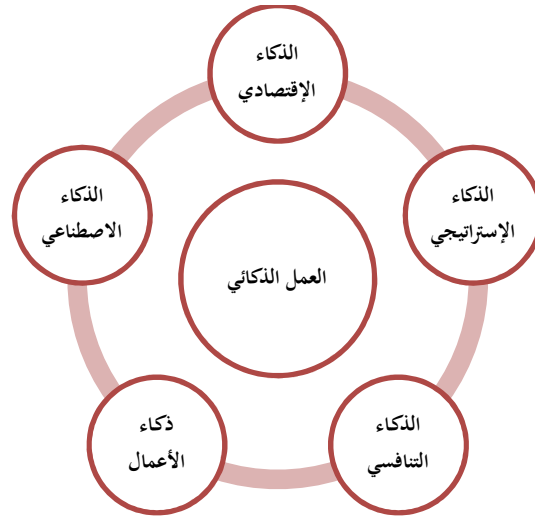 الذكاء
الإقتصادي
الذكاء
الإستراتيجي
الذكاء
التنافسي
ذكاء
الأعمال
الذكاء
الاصطناعي
العمل الذكائي